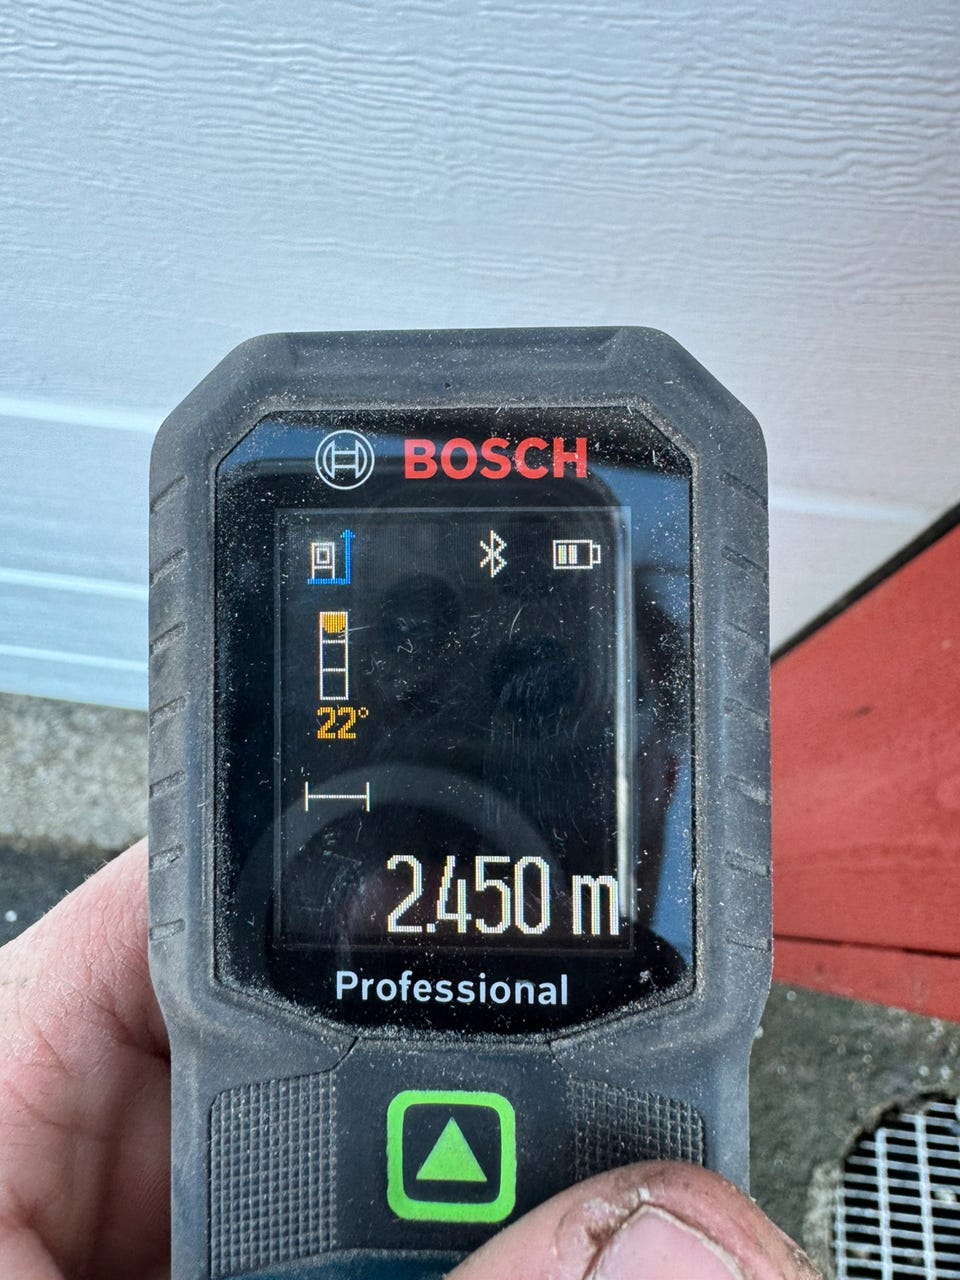 BOSCH
22°
2.450 m
Professional